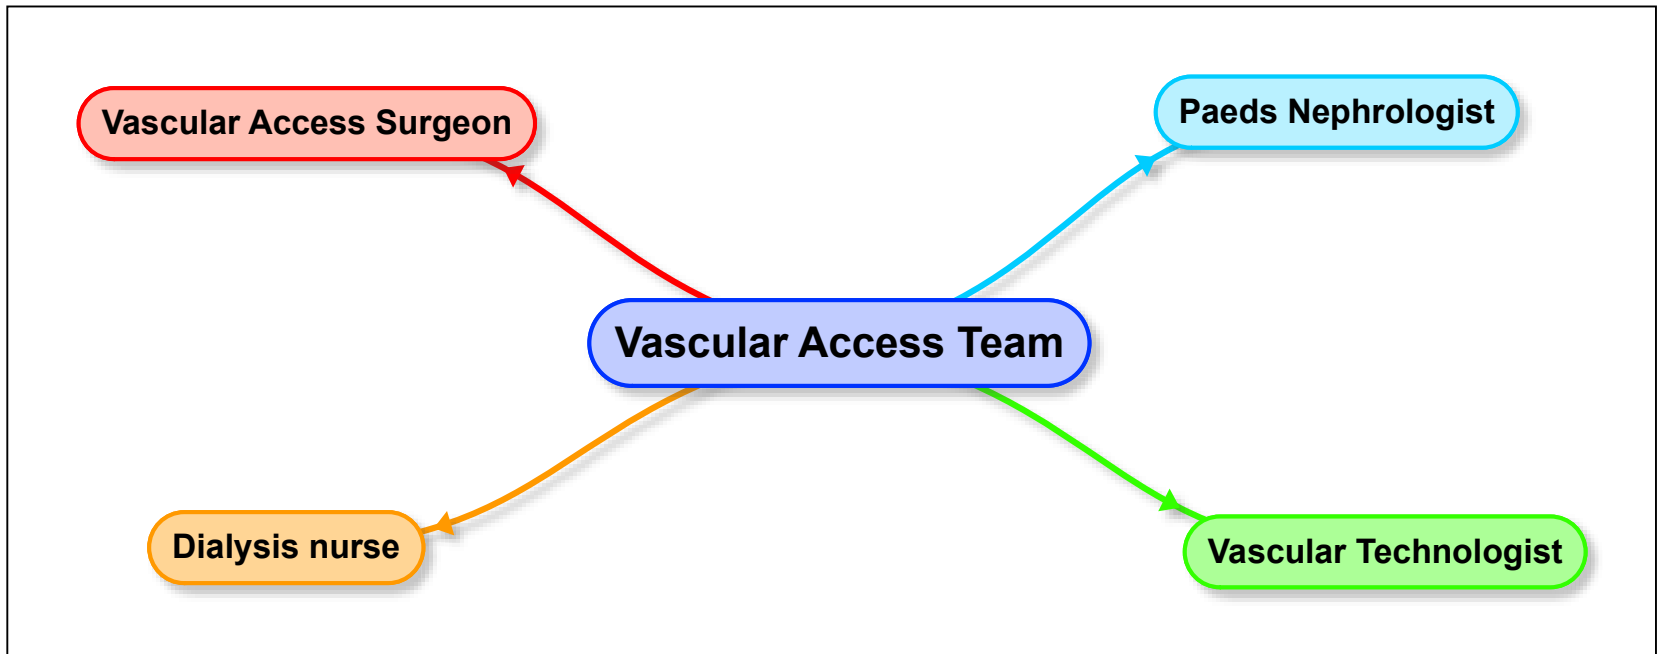 Vascular Access Surgeon
Paeds Nephrologist
Vascular Access Team
Dialysis nurse
Vascular Technologist